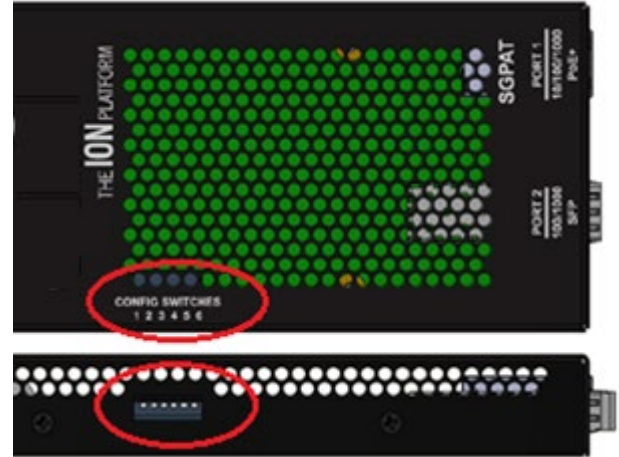 THE ION PLATFORM
SGPAT
PORT 1
10/100/1000
PoE+
PORT 2
100/1000
SFP
CONFIG SWITCHES
1 2 3 4 5 6